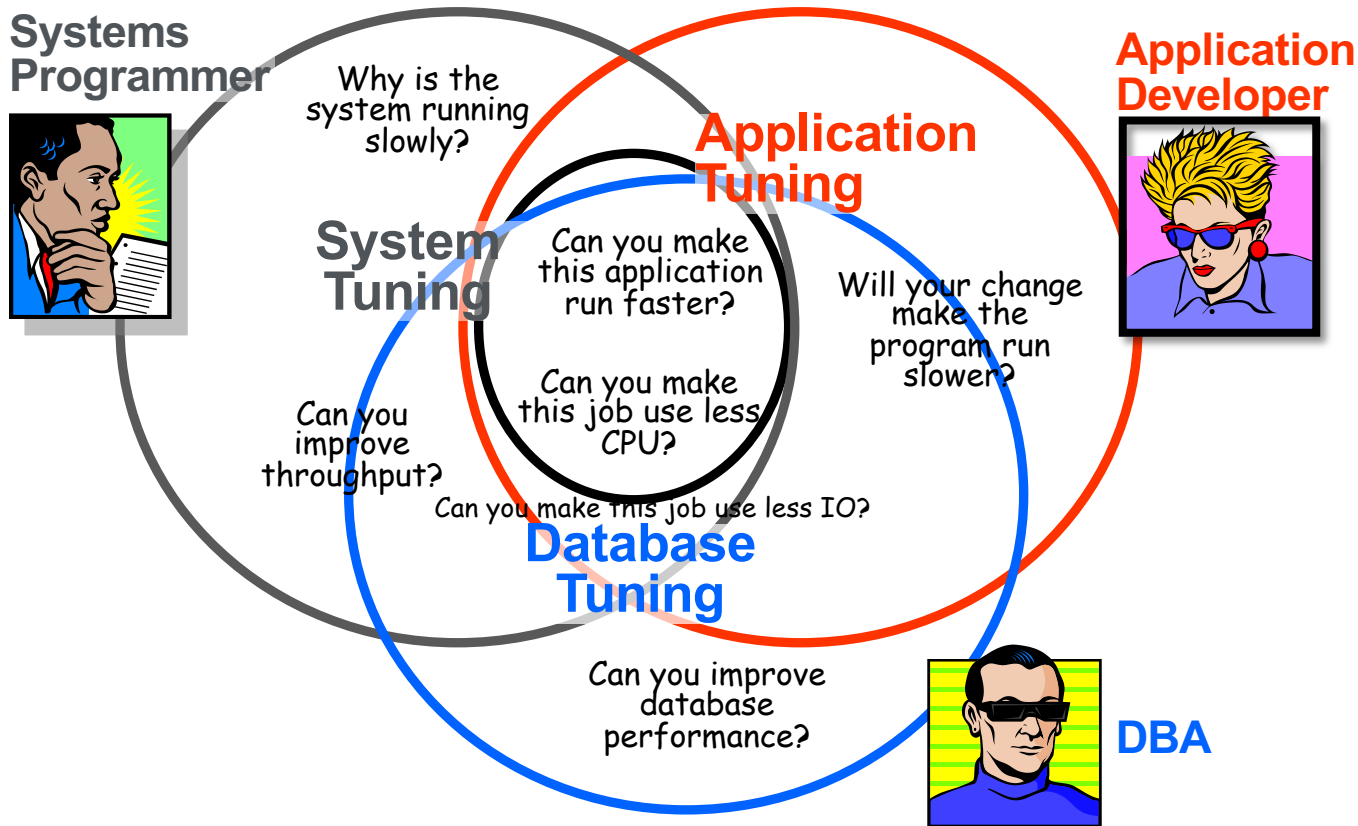 Systems
Programmer
Why is the
system running
slowly?
Application
Developer
Application
Tuning
System
Tuning
Can you make
this application
run faster?
Will your change
make the
program run
slower?
Can you make
this job use less
CPU?
Can you
improve
throughput?
Can you make this job use less IO?
Database
Tuning
Can you improve
database
performance?
DBA